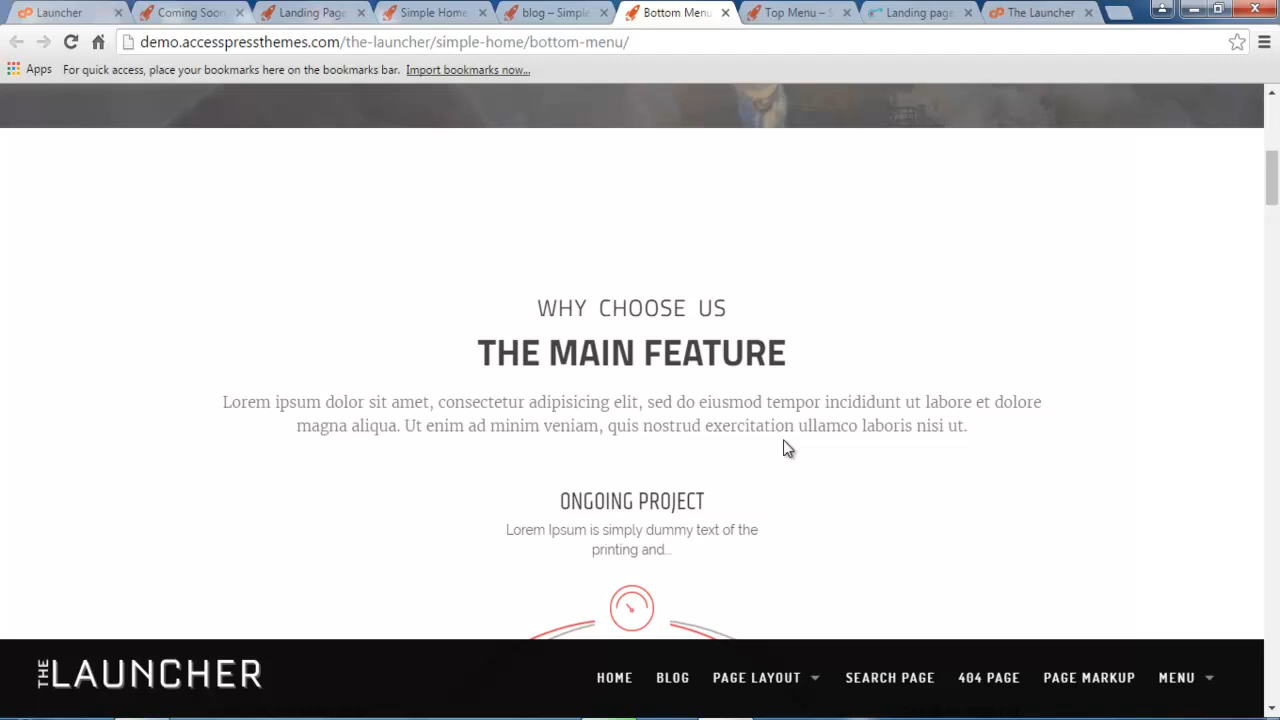 Launcher
Coming Soon
Landing Page
Simple Home
blog – Simple
Bottom Menu
Top Menu – S
Landing page
The Launcher
demo.accesspressthemes.com/the-launcher/simple-home/bottom-menu/
Apps For quick access, place your bookmarks here on the bookmarks bar. Import bookmarks now...
WHY CHOOSE US
THE MAIN FEATURE
Lorem ipsum dolor sit amet, consectetur adipisicing elit, sed do eiusmod tempor incididunt ut labore et dolore
magna aliqua. Ut enim ad minim veniam, quis nostrud exercitation ullamco laboris nisi ut.
ONGOING PROJECT
Lorem Ipsum is simply dummy text of the
printing and...
THE LAUNCHER
HOME BLOG PAGE LAYOUT SEARCH PAGE 404 PAGE PAGE MARKUP MENU